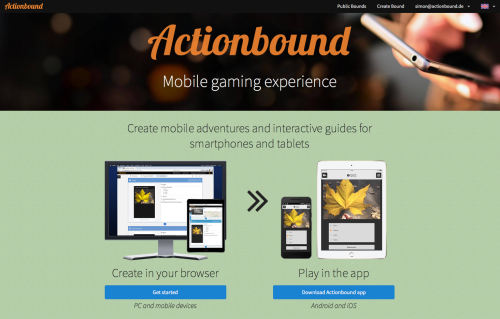 Actionbound
Public Bounds
Create Bound
simon@actionbound.de
Actionbound
Mobile gaming experience
Create mobile adventures and interactive guides for
smartphones and tablets
Create in your browser
Get started
PC and mobile devices
Play in the app
Download Actionbound app
Android and iOS